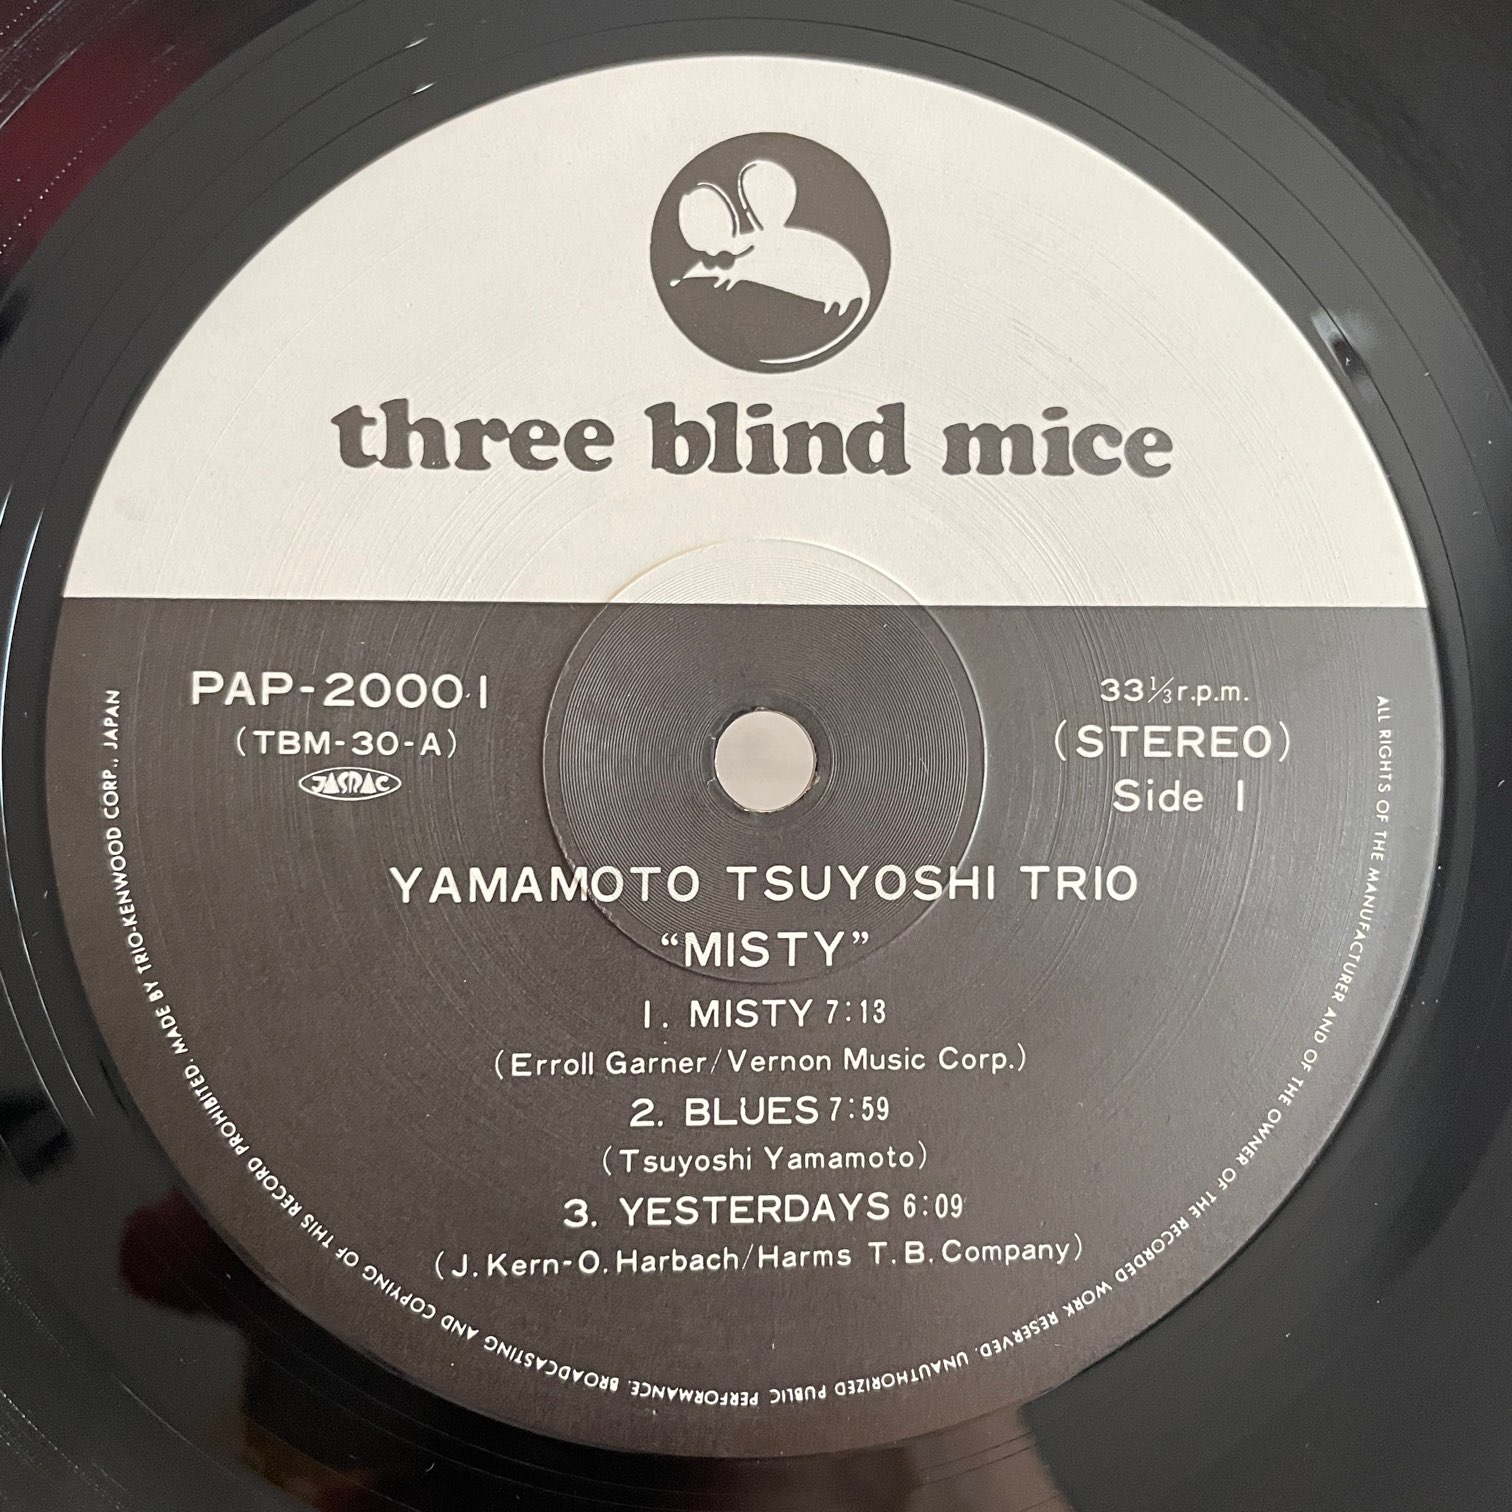 three blind mice
PAP-20001
(TBM-30-A)
JASRAC
33⅓ r.p.m.
(STEREO)
Side 1
YAMAMOTO TSUYOSHI TRIO
“MISTY”
1. MISTY 7:13
(Erroll Garner/Vernon Music Corp.)
2. BLUES 7:59
(Tsuyoshi Yamamoto)
3. YESTERDAYS 6:09
(J. Kern-O. Harbach/Harms T.B. Company)
ALL RIGHTS OF THE MANUFACTURER AND OF THE OWNER OF THE RECORDED WORK RESERVED. UNAUTHORIZED PUBLIC PERFORMANCE, BROADCASTING AND COPYING OF THIS RECORD PROHIBITED. MADE BY TRIO-KENWOOD CORP., JAPAN